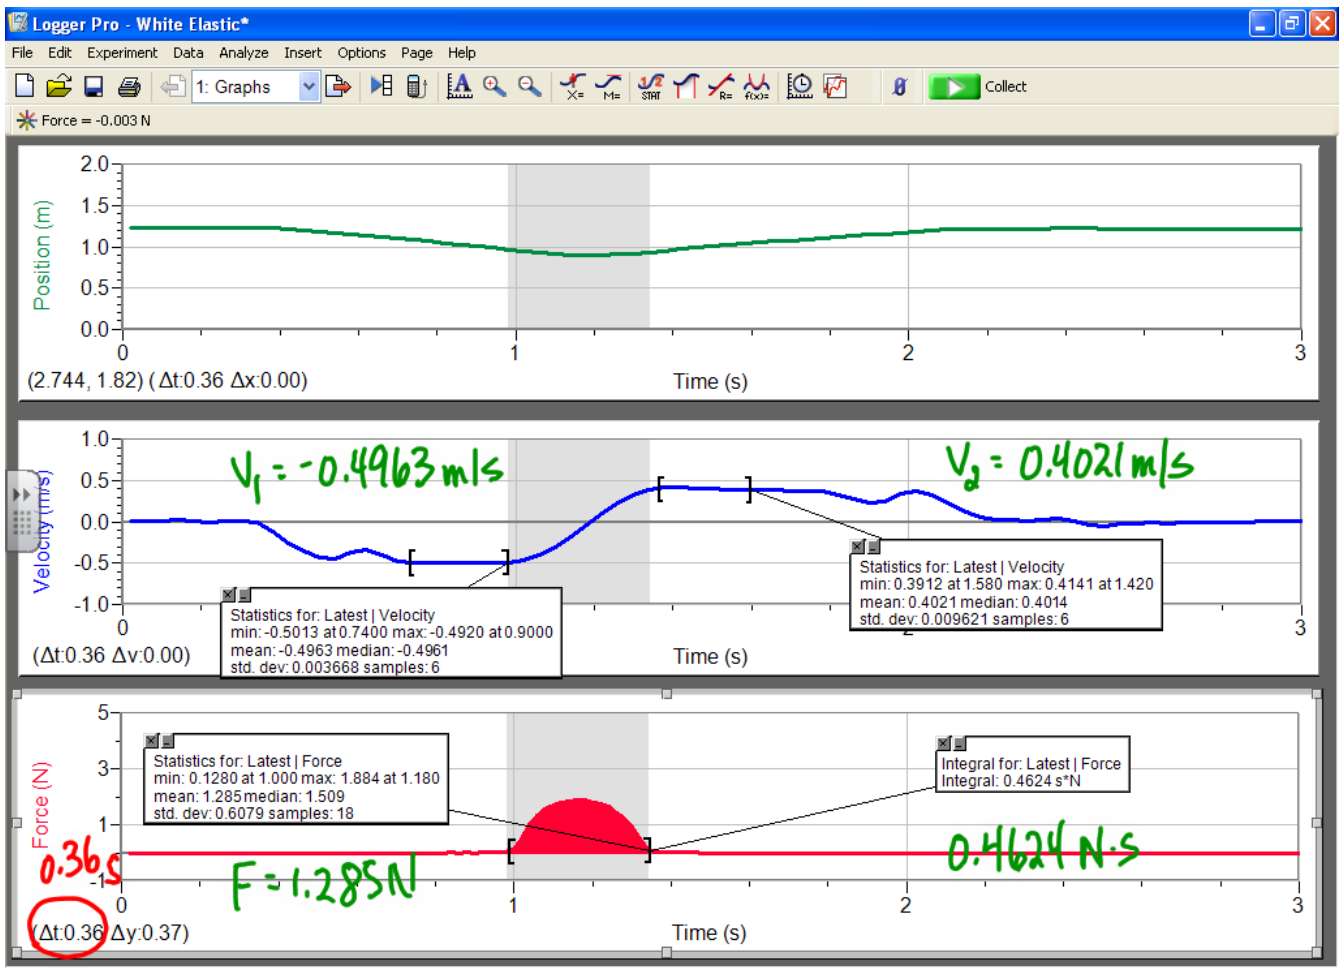 Logger Pro - White Elastic*
File Edit Experiment Data Analyze Insert Options Page Help
1: Graphs
A
X=
M=
1/2
STAT
R=
f(x)=
0
Collect
Force = -0.003 N
Position (m)
2.0
1.5
1.0
0.5
0.0
0 1 2 3
(2.744, 1.82) ( Δt:0.36 Δx:0.00)
Time (s)
Velocity (m/s)
1.0
0.5
0.0
-0.5
-1.0
V1 = -0.4963 m/s
V2 = 0.4021 m/s
Statistics for: Latest | Velocity
min: 0.3912 at 1.580 max: 0.4141 at 1.420
mean: 0.4021 median: 0.4014
std. dev: 0.009621 samples: 6
Statistics for: Latest | Velocity
min: -0.5013 at 0.7400 max: -0.4920 at 0.9000
mean: -0.4963 median: -0.4961
std. dev: 0.003668 samples: 6
0 2 3
(Δt:0.36 Δv:0.00)
Time (s)
Force (N)
5
3
1
-1
Statistics for: Latest | Force
min: 0.1280 at 1.000 max: 1.884 at 1.180
mean: 1.285 median: 1.509
std. dev: 0.6079 samples: 18
Integral for: Latest | Force
Integral: 0.4624 s*N
0.36 s
F = 1.285 N
0.4624 N·s
0 1 2 3
(Δt:0.36 Δy:0.37)
Time (s)